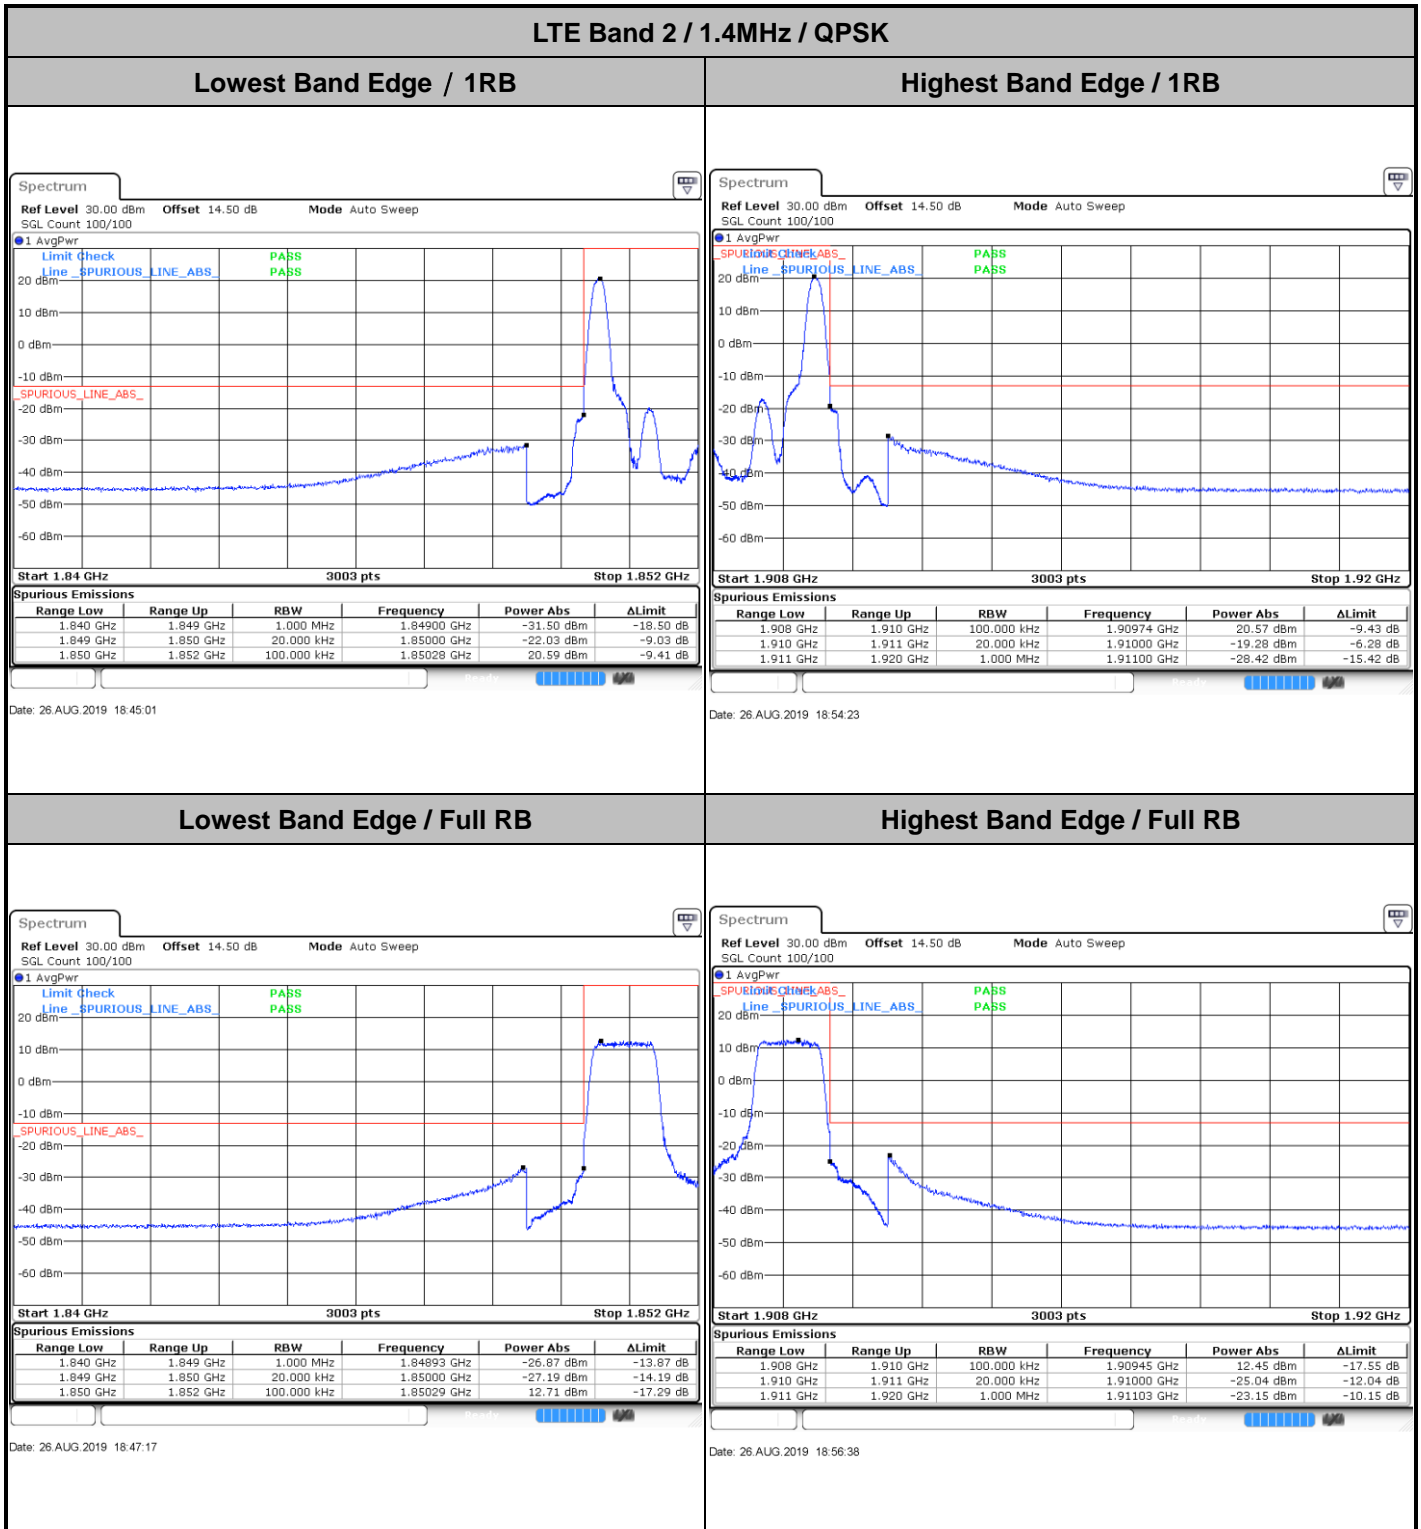 LTE Band 2 / 1.4MHz / QPSK
Lowest Band Edge / 1RB
Highest Band Edge / 1RB
Spectrum
Ref Level 30.00 dBm Offset 14.50 dB Mode Auto Sweep
SGL Count 100/100
1 AvgPwr
Limit Check PASS
Line _SPURIOUS_LINE_ABS_ PASS
20 dBm
10 dBm
0 dBm
-10 dBm
_SPURIOUS_LINE_ABS_
-20 dBm
-30 dBm
-40 dBm
-50 dBm
-60 dBm
Start 1.84 GHz 3003 pts Stop 1.852 GHz
Spurious Emissions
Range Low Range Up RBW Frequency Power Abs ΔLimit
1.840 GHz 1.849 GHz 1.000 MHz 1.84900 GHz -31.50 dBm -18.50 dB
1.849 GHz 1.850 GHz 20.000 kHz 1.85000 GHz -22.03 dBm -9.03 dB
1.850 GHz 1.852 GHz 100.000 kHz 1.85028 GHz 20.59 dBm -9.41 dB
Ready
Date: 26.AUG.2019 18:45:01
Spectrum
Ref Level 30.00 dBm Offset 14.50 dB Mode Auto Sweep
SGL Count 100/100
1 AvgPwr
_SPURIOUS_LINE_ABS_
Limit Check PASS
Line _SPURIOUS_LINE_ABS_ PASS
20 dBm
10 dBm
0 dBm
-10 dBm
-20 dBm
-30 dBm
-40 dBm
-50 dBm
-60 dBm
Start 1.908 GHz 3003 pts Stop 1.92 GHz
Spurious Emissions
Range Low Range Up RBW Frequency Power Abs ΔLimit
1.908 GHz 1.910 GHz 100.000 kHz 1.90974 GHz 20.57 dBm -9.43 dB
1.910 GHz 1.911 GHz 20.000 kHz 1.91000 GHz -19.28 dBm -6.28 dB
1.911 GHz 1.920 GHz 1.000 MHz 1.91100 GHz -28.42 dBm -15.42 dB
Ready
Date: 26.AUG.2019 18:54:23
Lowest Band Edge / Full RB
Highest Band Edge / Full RB
Spectrum
Ref Level 30.00 dBm Offset 14.50 dB Mode Auto Sweep
SGL Count 100/100
1 AvgPwr
Limit Check PASS
Line _SPURIOUS_LINE_ABS_ PASS
20 dBm
10 dBm
0 dBm
-10 dBm
_SPURIOUS_LINE_ABS_
-20 dBm
-30 dBm
-40 dBm
-50 dBm
-60 dBm
Start 1.84 GHz 3003 pts Stop 1.852 GHz
Spurious Emissions
Range Low Range Up RBW Frequency Power Abs ΔLimit
1.840 GHz 1.849 GHz 1.000 MHz 1.84893 GHz -26.87 dBm -13.87 dB
1.849 GHz 1.850 GHz 20.000 kHz 1.85000 GHz -27.19 dBm -14.19 dB
1.850 GHz 1.852 GHz 100.000 kHz 1.85029 GHz 12.71 dBm -17.29 dB
Ready
Date: 26.AUG.2019 18:47:17
Spectrum
Ref Level 30.00 dBm Offset 14.50 dB Mode Auto Sweep
SGL Count 100/100
1 AvgPwr
_SPURIOUS_LINE_ABS_
Limit Check PASS
Line _SPURIOUS_LINE_ABS_ PASS
20 dBm
10 dBm
0 dBm
-10 dBm
-20 dBm
-30 dBm
-40 dBm
-50 dBm
-60 dBm
Start 1.908 GHz 3003 pts Stop 1.92 GHz
Spurious Emissions
Range Low Range Up RBW Frequency Power Abs ΔLimit
1.908 GHz 1.910 GHz 100.000 kHz 1.90945 GHz 12.45 dBm -17.55 dB
1.910 GHz 1.911 GHz 20.000 kHz 1.91000 GHz -25.04 dBm -12.04 dB
1.911 GHz 1.920 GHz 1.000 MHz 1.91103 GHz -23.15 dBm -10.15 dB
Ready
Date: 26.AUG.2019 18:56:38